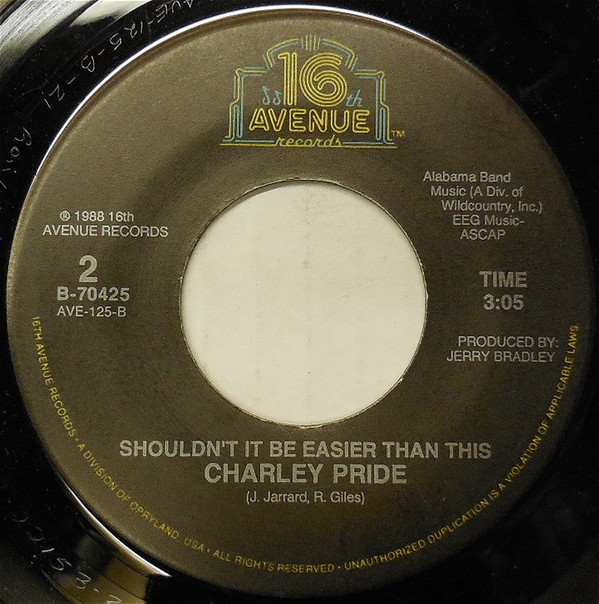 16th
AVENUE
records
TM
Alabama Band
Music (A Div. of
Wildcountry, Inc.)
EEG Music-
ASCAP
℗ 1988 16th
AVENUE RECORDS
2
B-70425
AVE-125-B
TIME
3:05
PRODUCED BY:
JERRY BRADLEY
SHOULDN'T IT BE EASIER THAN THIS
CHARLEY PRIDE
(J. Jarrard, R. Giles)
16TH AVENUE RECORDS • A DIVISION OF OPRYLAND, USA • ALL RIGHTS RESERVED • UNAUTHORIZED DUPLICATION IS A VIOLATION OF APPLICABLE LAWS.